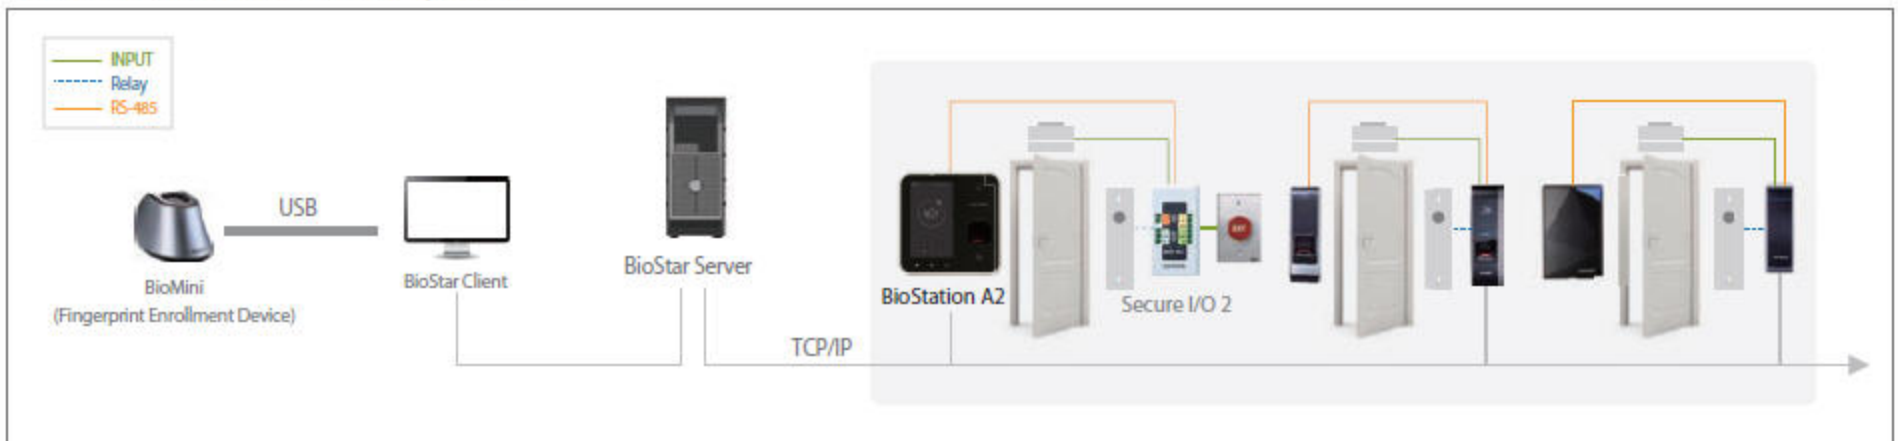 INPUT
Relay
RS-485
USB
BioMini
(Fingerprint Enrollment Device)
BioStar Client
BioStar Server
TCP/IP
BioStation A2
Secure I/O 2
EXIT